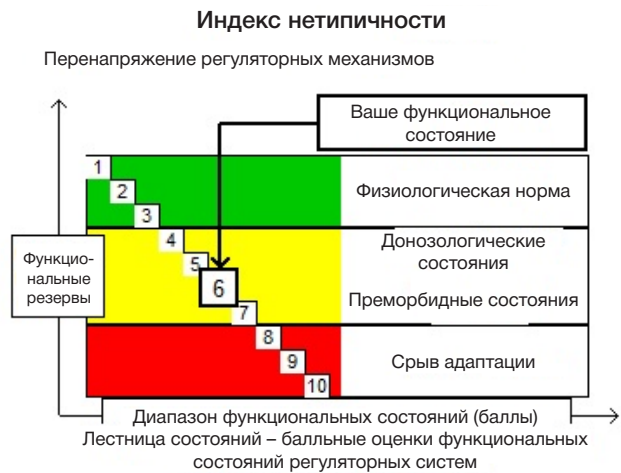 Индекс нетипичности
Перенапряжение регуляторных механизмов
Ваше функциональное
состояние
1
2
3
Физиологическая норма
4
5
6
7
Донозологические
состояния
Преморбидные состояния
Функцио-
нальные
резервы
8
9
10
Срыв адаптации
Диапазон функциональных состояний (баллы)
Лестница состояний – балльные оценки функциональных
состояний регуляторных систем